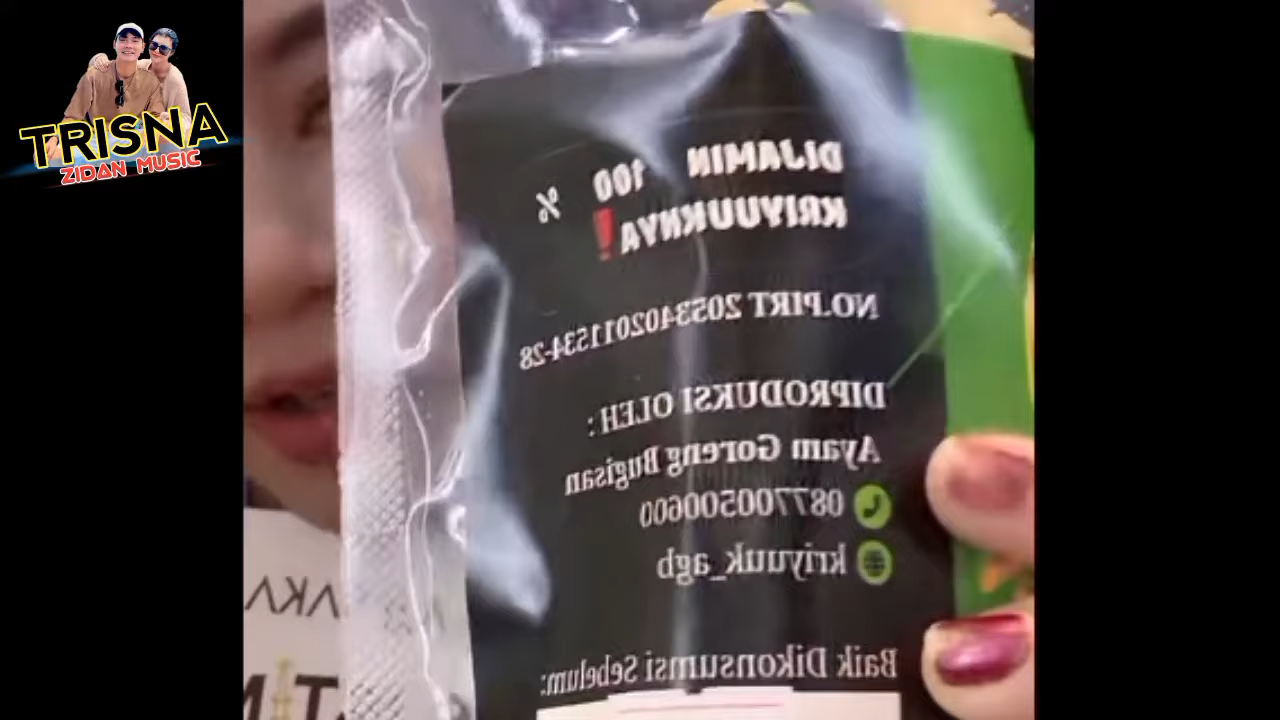 TRISNA
ZIDAN MUSIC
DIJAMIN 100 %
KRIYUUKNYA❗
NO.PIRT 2053402011534-28
DIPRODUKSI OLEH :
Ayam Goreng Bugisan
087700500600
kriyuuk_agb
Baik Dikonsumsi Sebelum: